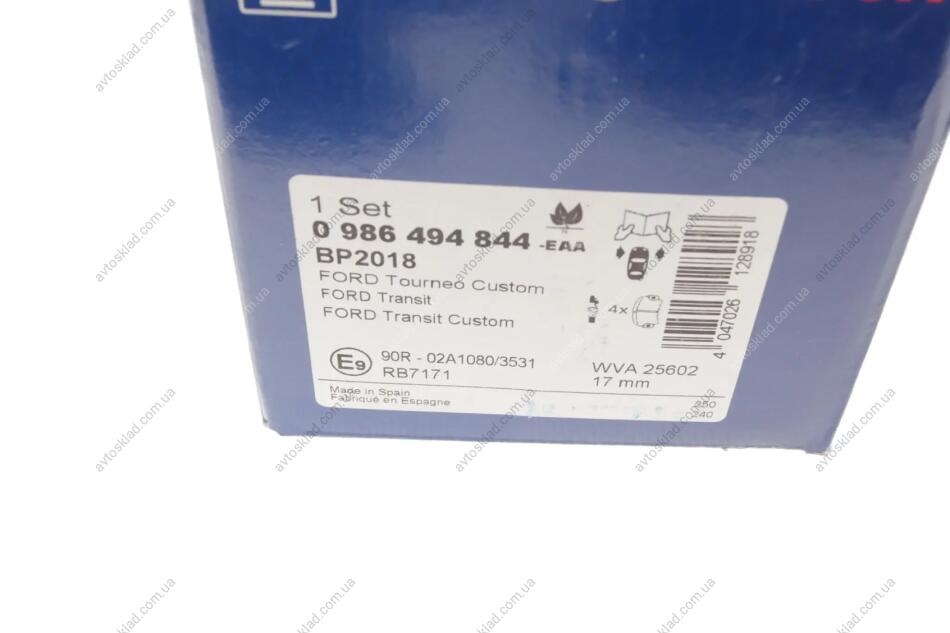 1 Set
0 986 494 844 -EAA
BP2018
FORD Tourneo Custom
FORD Transit
FORD Transit Custom
4x
4 047026 128918
E9
90R - 02A1080/3531
RB7171
WVA 25602
17 mm
Made in Spain
Fabriqué en Espagne
avtosklad.com.ua